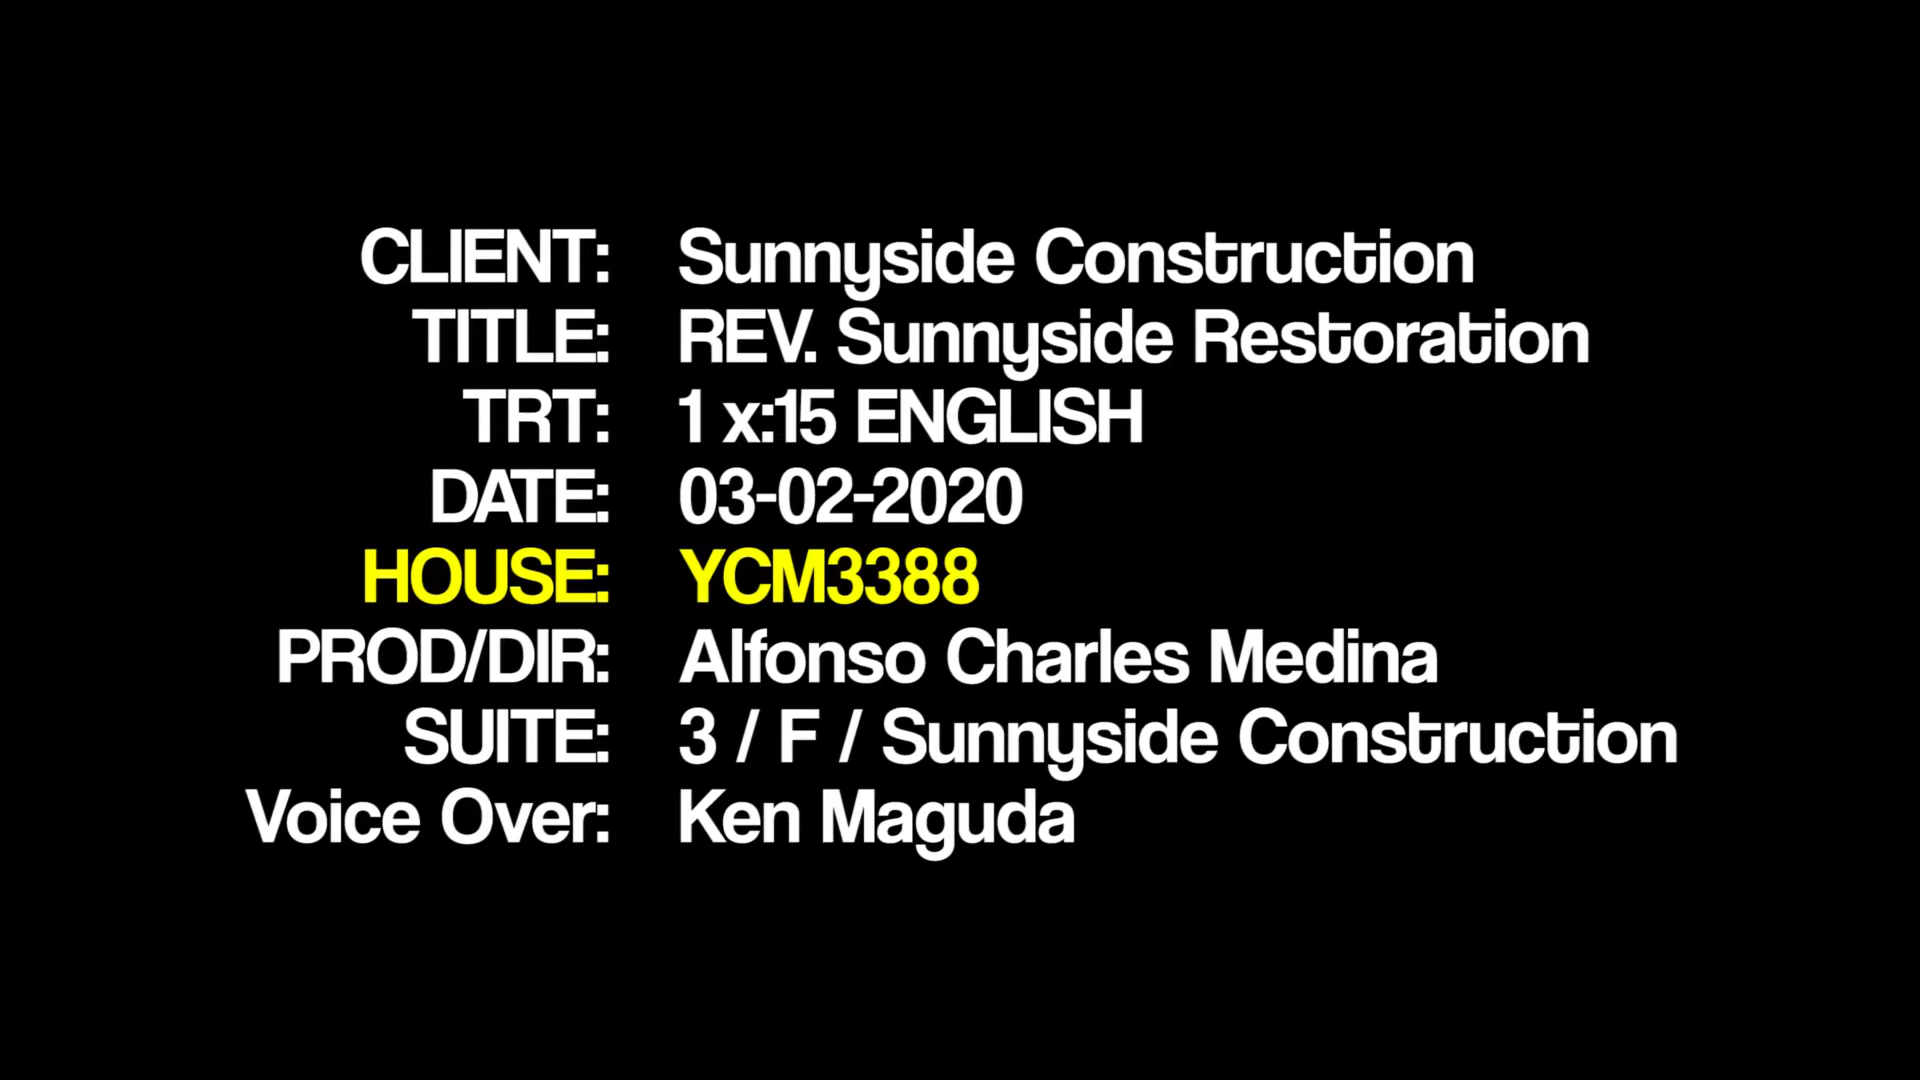 CLIENT: Sunnyside Construction
TITLE: REV. Sunnyside Restoration
TRT: 1 x:15 ENGLISH
DATE: 03-02-2020
HOUSE: YCM3388
PROD/DIR: Alfonso Charles Medina
SUITE: 3 / F / Sunnyside Construction
Voice Over: Ken Maguda